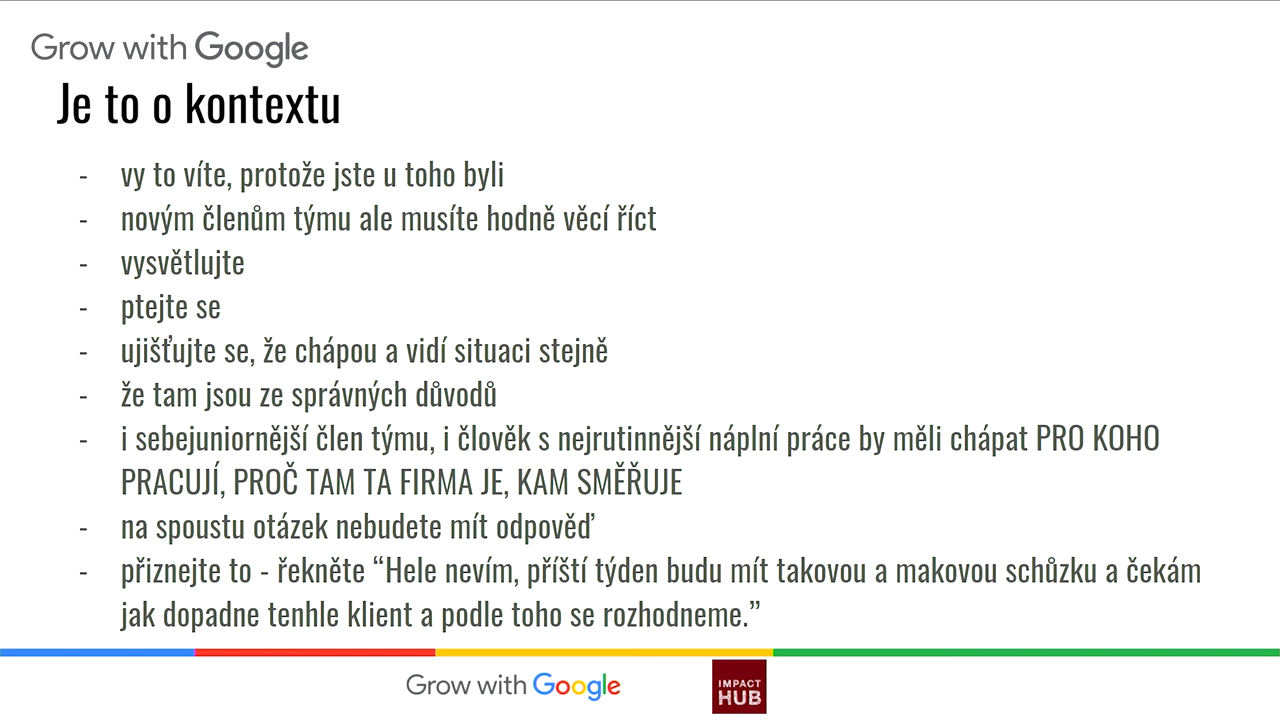 Grow with Google
Je to o kontextu
- vy to víte, protože jste u toho byli
- novým členům týmu ale musíte hodně věcí říct
- vysvětlujte
- ptejte se
- ujišťujte se, že chápou a vidí situaci stejně
- že tam jsou ze správných důvodů
- i sebejuniornější člen týmu, i člověk s nejrutinnější náplní práce by měli chápat PRO KOHO
PRACUJÍ, PROČ TAM TA FIRMA JE, KAM SMĚŘUJE
- na spoustu otázek nebudete mít odpověď
- přiznejte to - řekněte “Hele nevím, příští týden budu mít takovou a makovou schůzku a čekám
jak dopadne tenhle klient a podle toho se rozhodneme.”
Grow with Google
IMPACT
HUB